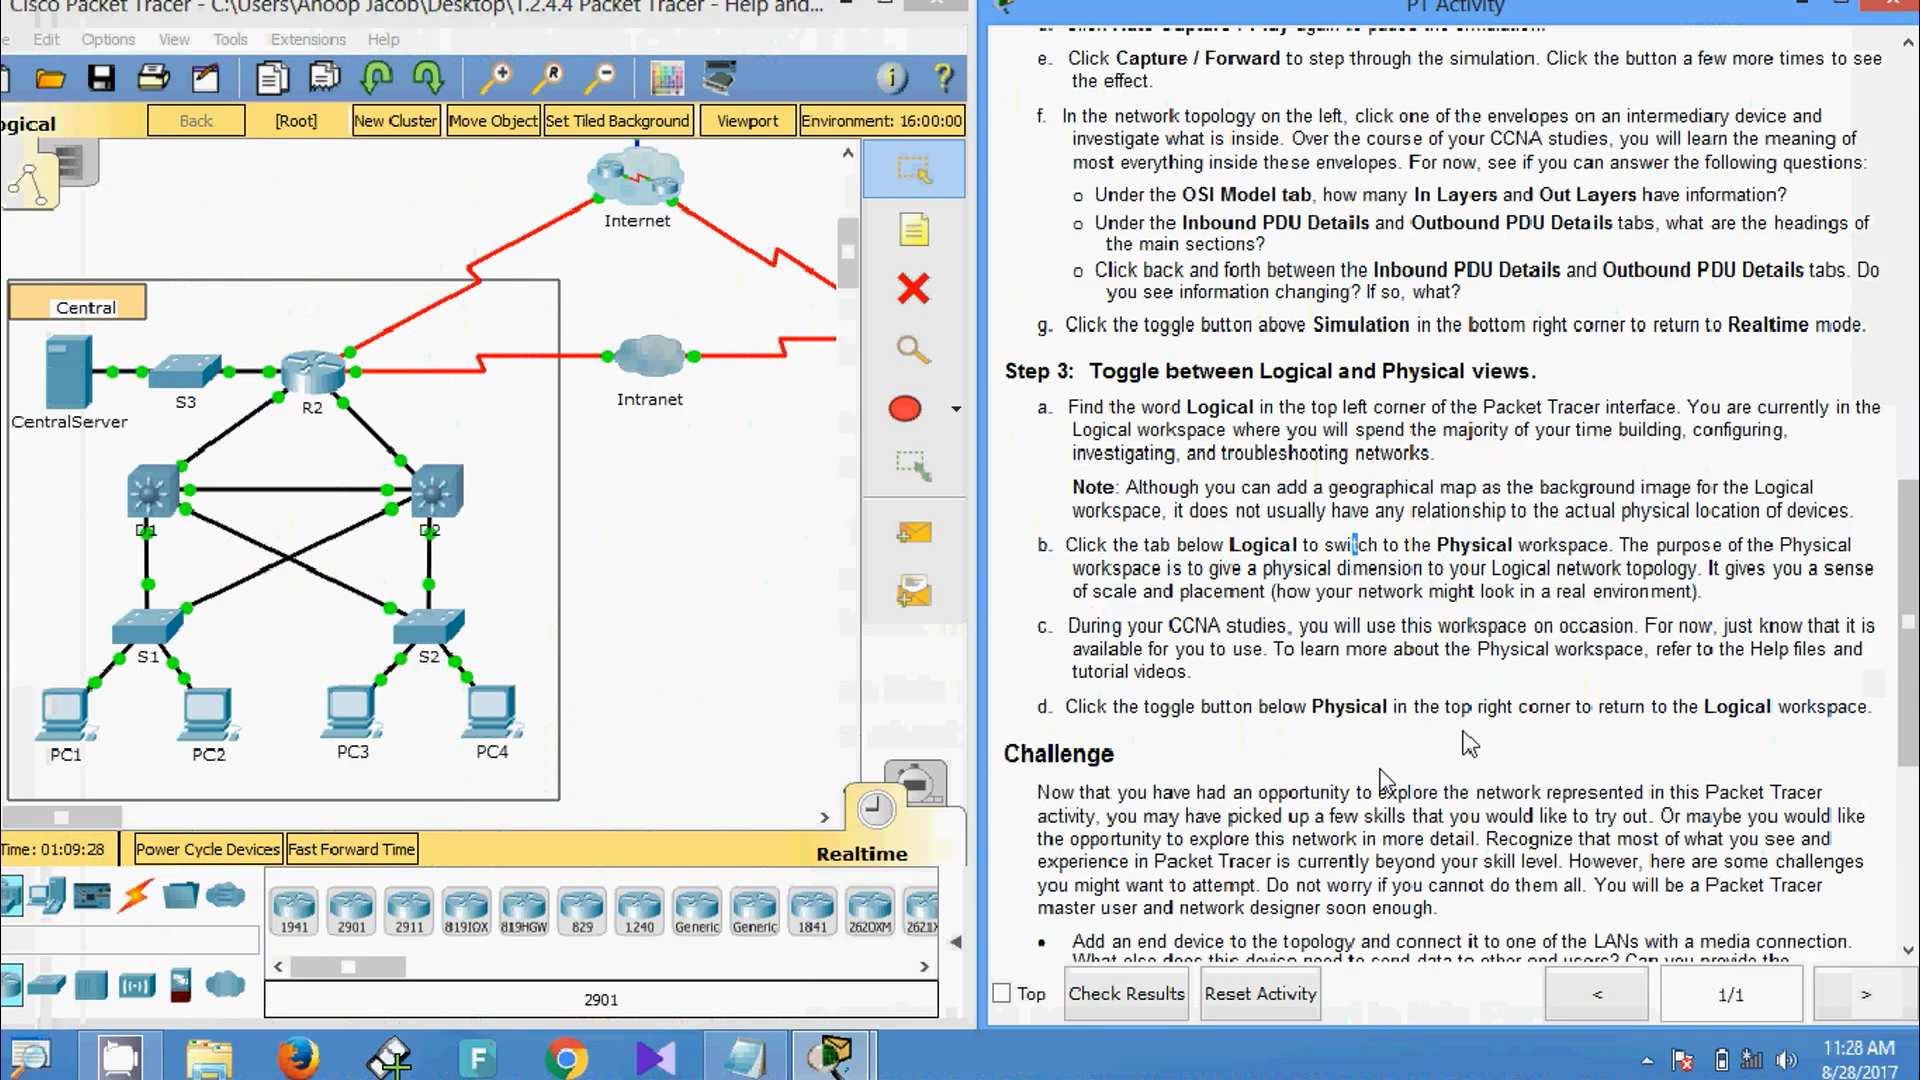 Cisco Packet Tracer - C:\Users\Anoop Jacob\Desktop\1.2.4.4 Packet Tracer - Help and...
Edit Options View Tools Extensions Help
ogical
Back
[Root]
New Cluster
Move Object
Set Tiled Background
Viewport
Environment: 16:00:00
Internet
Central
CentralServer
S3
R2
Intranet
D1
D2
S1
S2
PC1
PC2
PC3
PC4
Time: 01:09:28
Power Cycle Devices
Fast Forward Time
Realtime
1941
2901
2911
819IOX
819HGW
829
1240
Generic
Generic
1841
2620XM
2621X
2901
PT Activity
e. Click Capture / Forward to step through the simulation. Click the button a few more times to see
the effect.
f. In the network topology on the left, click one of the envelopes on an intermediary device and
investigate what is inside. Over the course of your CCNA studies, you will learn the meaning of
most everything inside these envelopes. For now, see if you can answer the following questions:
o Under the OSI Model tab, how many In Layers and Out Layers have information?
o Under the Inbound PDU Details and Outbound PDU Details tabs, what are the headings of
the main sections?
o Click back and forth between the Inbound PDU Details and Outbound PDU Details tabs. Do
you see information changing? If so, what?
g. Click the toggle button above Simulation in the bottom right corner to return to Realtime mode.
Step 3: Toggle between Logical and Physical views.
a. Find the word Logical in the top left corner of the Packet Tracer interface. You are currently in the
Logical workspace where you will spend the majority of your time building, configuring,
investigating, and troubleshooting networks.
Note: Although you can add a geographical map as the background image for the Logical
workspace, it does not usually have any relationship to the actual physical location of devices.
b. Click the tab below Logical to switch to the Physical workspace. The purpose of the Physical
workspace is to give a physical dimension to your Logical network topology. It gives you a sense
of scale and placement (how your network might look in a real environment).
c. During your CCNA studies, you will use this workspace on occasion. For now, just know that it is
available for you to use. To learn more about the Physical workspace, refer to the Help files and
tutorial videos.
d. Click the toggle button below Physical in the top right corner to return to the Logical workspace.
Challenge
Now that you have had an opportunity to explore the network represented in this Packet Tracer
activity, you may have picked up a few skills that you would like to try out. Or maybe you would like
the opportunity to explore this network in more detail. Recognize that most of what you see and
experience in Packet Tracer is currently beyond your skill level. However, here are some challenges
you might want to attempt. Do not worry if you cannot do them all. You will be a Packet Tracer
master user and network designer soon enough.
• Add an end device to the topology and connect it to one of the LANs with a media connection.
What else does this device need to send data to other end users? Can you provide the
Top
Check Results
Reset Activity
<
1/1
>
11:28 AM
8/28/2017